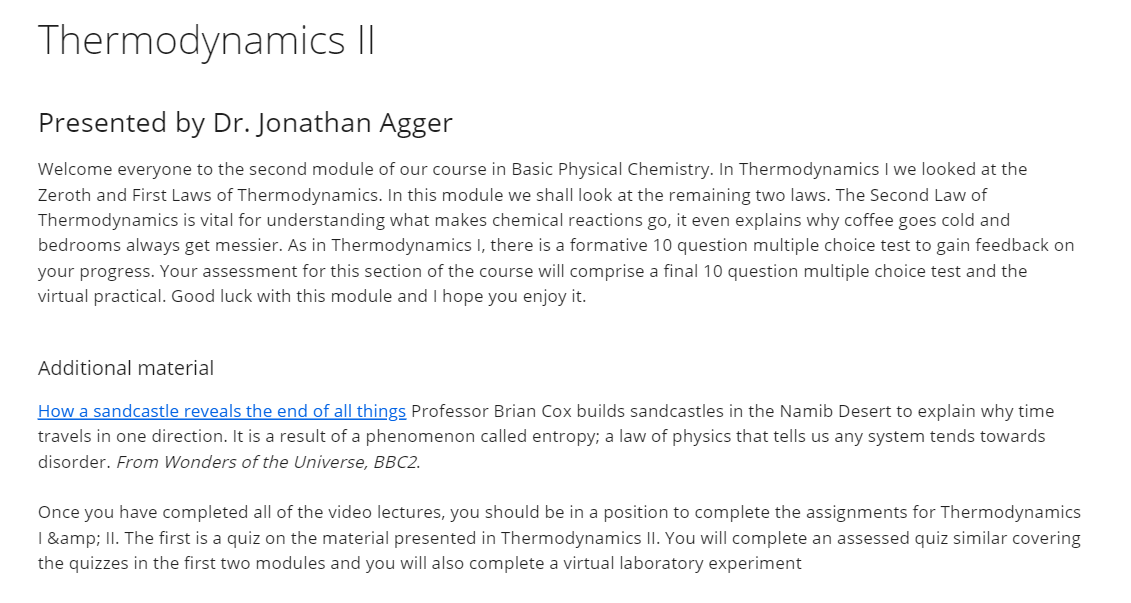 Thermodynamics II
Presented by Dr. Jonathan Agger
Welcome everyone to the second module of our course in Basic Physical Chemistry. In Thermodynamics I we looked at the
Zeroth and First Laws of Thermodynamics. In this module we shall look at the remaining two laws. The Second Law of
Thermodynamics is vital for understanding what makes chemical reactions go, it even explains why coffee goes cold and
bedrooms always get messier. As in Thermodynamics I, there is a formative 10 question multiple choice test to gain feedback on
your progress. Your assessment for this section of the course will comprise a final 10 question multiple choice test and the
virtual practical. Good luck with this module and I hope you enjoy it.
Additional material
How a sandcastle reveals the end of all things Professor Brian Cox builds sandcastles in the Namib Desert to explain why time
travels in one direction. It is a result of a phenomenon called entropy; a law of physics that tells us any system tends towards
disorder. From Wonders of the Universe, BBC2.
Once you have completed all of the video lectures, you should be in a position to complete the assignments for Thermodynamics
I &amp; II. The first is a quiz on the material presented in Thermodynamics II. You will complete an assessed quiz similar covering
the quizzes in the first two modules and you will also complete a virtual laboratory experiment